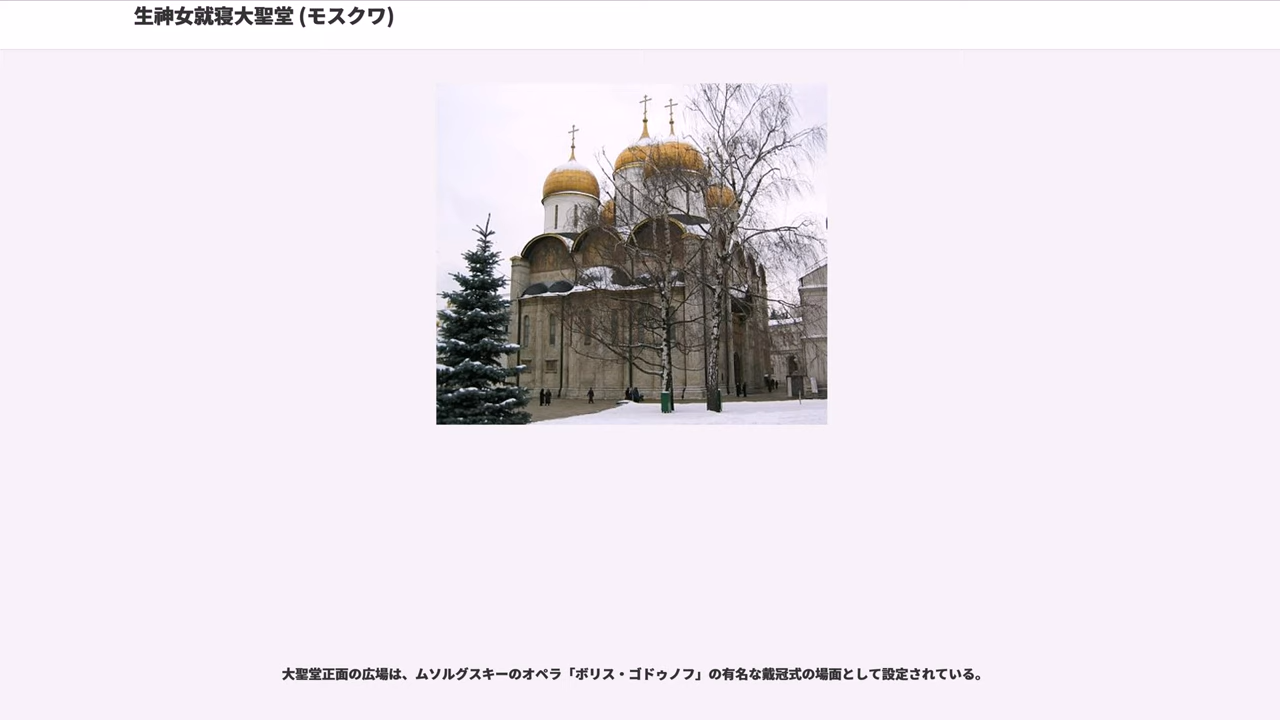 生神女就寝大聖堂 (モスクワ)
大聖堂正面の広場は、ムソルグスキーのオペラ「ボリス・ゴドゥノフ」の有名な戴冠式の場面として設定されている。